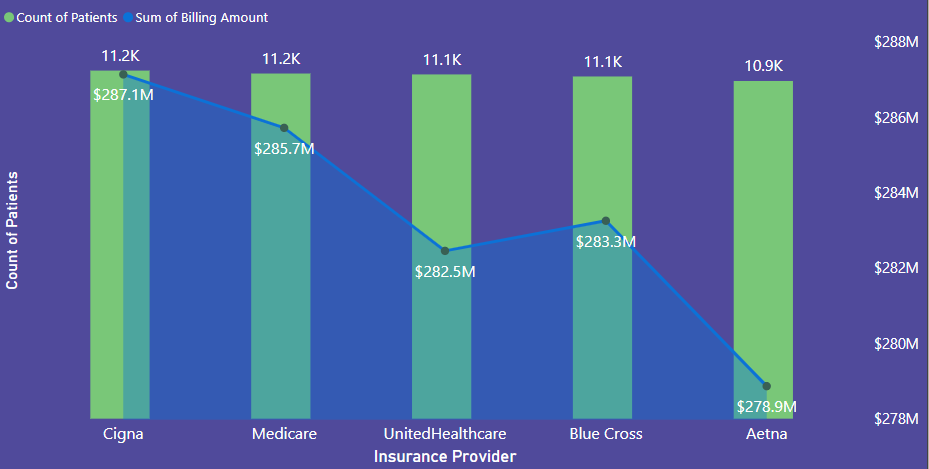 Count of Patients Sum of Billing Amount
11.2K 11.2K 11.1K 11.1K 10.9K
$288M
$287.1M
$286M
$285.7M
$284M
$283.3M
$282.5M
$282M
$280M
$278.9M
$278M
Count of Patients
Cigna Medicare UnitedHealthcare Blue Cross Aetna
Insurance Provider